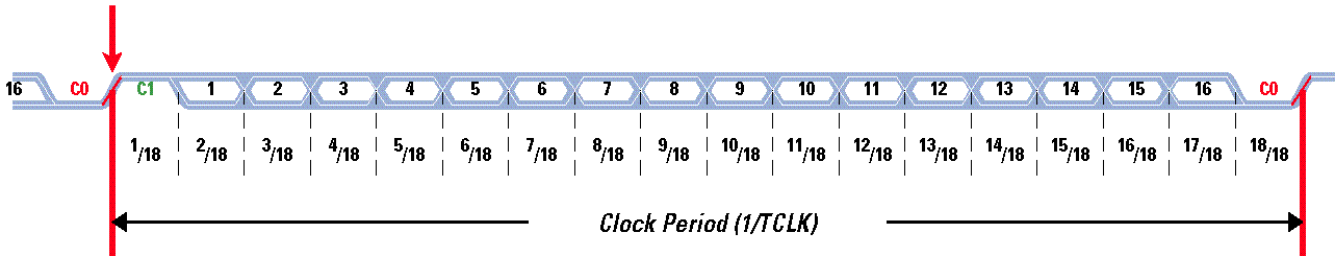 16 C0 C1 1 2 3 4 5 6 7 8 9 10 11 12 13 14 15 16 C0
1/18 2/18 3/18 4/18 5/18 6/18 7/18 8/18 9/18 10/18 11/18 12/18 13/18 14/18 15/18 16/18 17/18 18/18
Clock Period (1/TCLK)